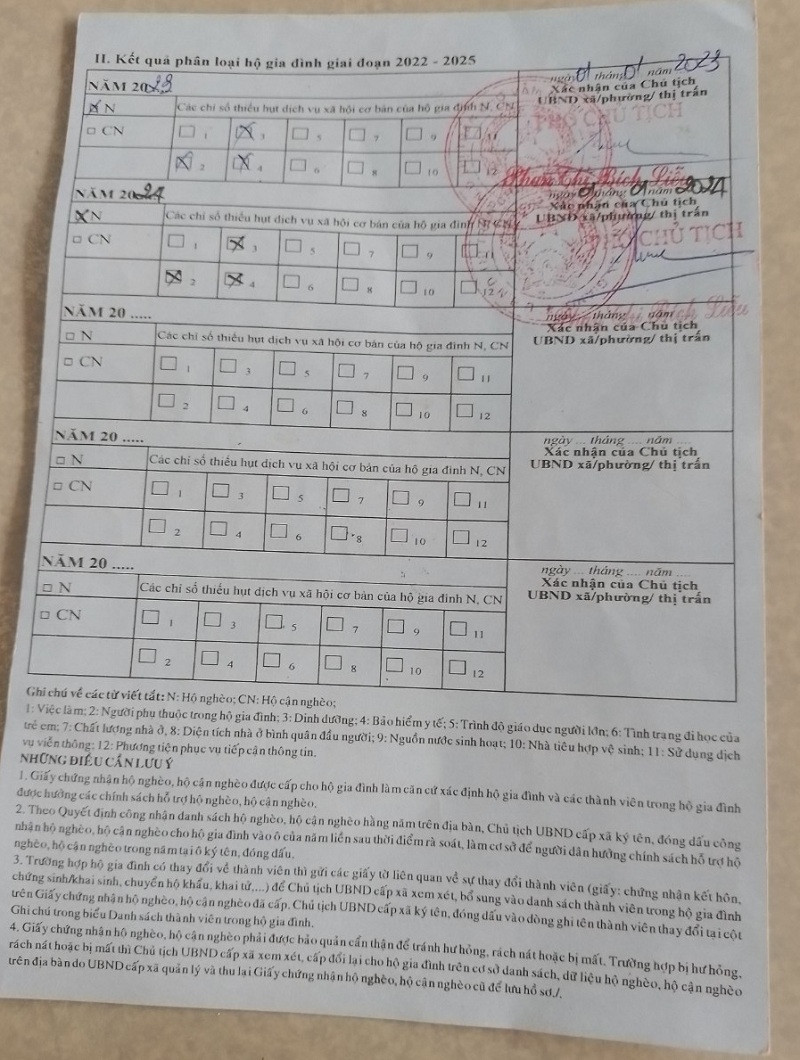 II. Kết quả phân loại hộ gia đình giai đoạn 2022 - 2025
NĂM 2023
ngày 01 tháng 01 năm 2023
Xác nhận của Chủ tịch
UBND xã/phường/ thị trấn
PHÓ CHỦ TỊCH
N
Các chỉ số thiếu hụt dịch vụ xã hội cơ bản của hộ gia đình N, CN
CN
1 3 5 7 9 11
2 4 6 8 10 12
Phan Thị Bích Liễu
NĂM 2024
ngày 01 tháng 01 năm 2024
Xác nhận của Chủ tịch
UBND xã/phường/ thị trấn
PHÓ CHỦ TỊCH
N
Các chỉ số thiếu hụt dịch vụ xã hội cơ bản của hộ gia đình N, CN
CN
1 3 5 7 9 11
2 4 6 8 10 12
Thị Bích Liễu
NĂM 20 .....
ngày ... tháng .... năm ....
Xác nhận của Chủ tịch
UBND xã/phường/ thị trấn
N
Các chỉ số thiếu hụt dịch vụ xã hội cơ bản của hộ gia đình N, CN
CN
1 3 5 7 9 11
2 4 6 8 10 12
NĂM 20 .....
ngày ... tháng .... năm ....
Xác nhận của Chủ tịch
UBND xã/phường/ thị trấn
N
Các chỉ số thiếu hụt dịch vụ xã hội cơ bản của hộ gia đình N, CN
CN
1 3 5 7 9 11
2 4 6 8 10 12
NĂM 20 .....
ngày ... tháng .... năm ....
Xác nhận của Chủ tịch
UBND xã/phường/ thị trấn
N
Các chỉ số thiếu hụt dịch vụ xã hội cơ bản của hộ gia đình N, CN
CN
1 3 5 7 9 11
2 4 6 8 10 12
Ghi chú về các từ viết tắt: N: Hộ nghèo; CN: Hộ cận nghèo;
1: Việc làm; 2: Người phụ thuộc trong hộ gia đình; 3: Dinh dưỡng; 4: Bảo hiểm y tế; 5: Trình độ giáo dục người lớn; 6: Tình trạng đi học của
trẻ em; 7: Chất lượng nhà ở, 8: Diện tích nhà ở bình quân đầu người; 9: Nguồn nước sinh hoạt; 10: Nhà tiêu hợp vệ sinh; 11: Sử dụng dịch
vụ viễn thông; 12: Phương tiện phục vụ tiếp cận thông tin.
NHỮNG ĐIỀU CẦN LƯU Ý
1. Giấy chứng nhận hộ nghèo, hộ cận nghèo được cấp cho hộ gia đình làm căn cứ xác định hộ gia đình và các thành viên trong hộ gia đình
được hưởng các chính sách hỗ trợ hộ nghèo, hộ cận nghèo.
2. Theo Quyết định công nhận danh sách hộ nghèo, hộ cận nghèo hằng năm trên địa bàn, Chủ tịch UBND cấp xã ký tên, đóng dấu công
nhận hộ nghèo, hộ cận nghèo cho hộ gia đình vào ô của năm liền sau thời điểm rà soát, làm cơ sở để người dân hưởng chính sách hỗ trợ hộ
nghèo, hộ cận nghèo trong năm tại ô ký tên, đóng dấu.
3. Trường hợp hộ gia đình có thay đổi về thành viên thì gửi các giấy tờ liên quan về sự thay đổi thành viên (giấy: chứng nhận kết hôn,
chứng sinh/khai sinh, chuyển hộ khẩu, khai tử,...) để Chủ tịch UBND cấp xã xem xét, bổ sung vào danh sách thành viên trong hộ gia đình
trên Giấy chứng nhận hộ nghèo, hộ cận nghèo đã cấp. Chủ tịch UBND cấp xã ký tên, đóng dấu vào dòng ghi tên thành viên thay đổi tại cột
Ghi chú trong biểu Danh sách thành viên trong hộ gia đình.
4. Giấy chứng nhận hộ nghèo, hộ cận nghèo phải được bảo quản cẩn thận để tránh hư hỏng, rách nát hoặc bị mất. Trường hợp bị hư hỏng,
rách nát hoặc bị mất thì Chủ tịch UBND cấp xã xem xét, cấp đổi lại cho hộ gia đình trên cơ sở danh sách, dữ liệu hộ nghèo, hộ cận nghèo
trên địa bàn do UBND cấp xã quản lý và thu lại Giấy chứng nhận hộ nghèo, hộ cận nghèo cũ để lưu hồ sơ./.